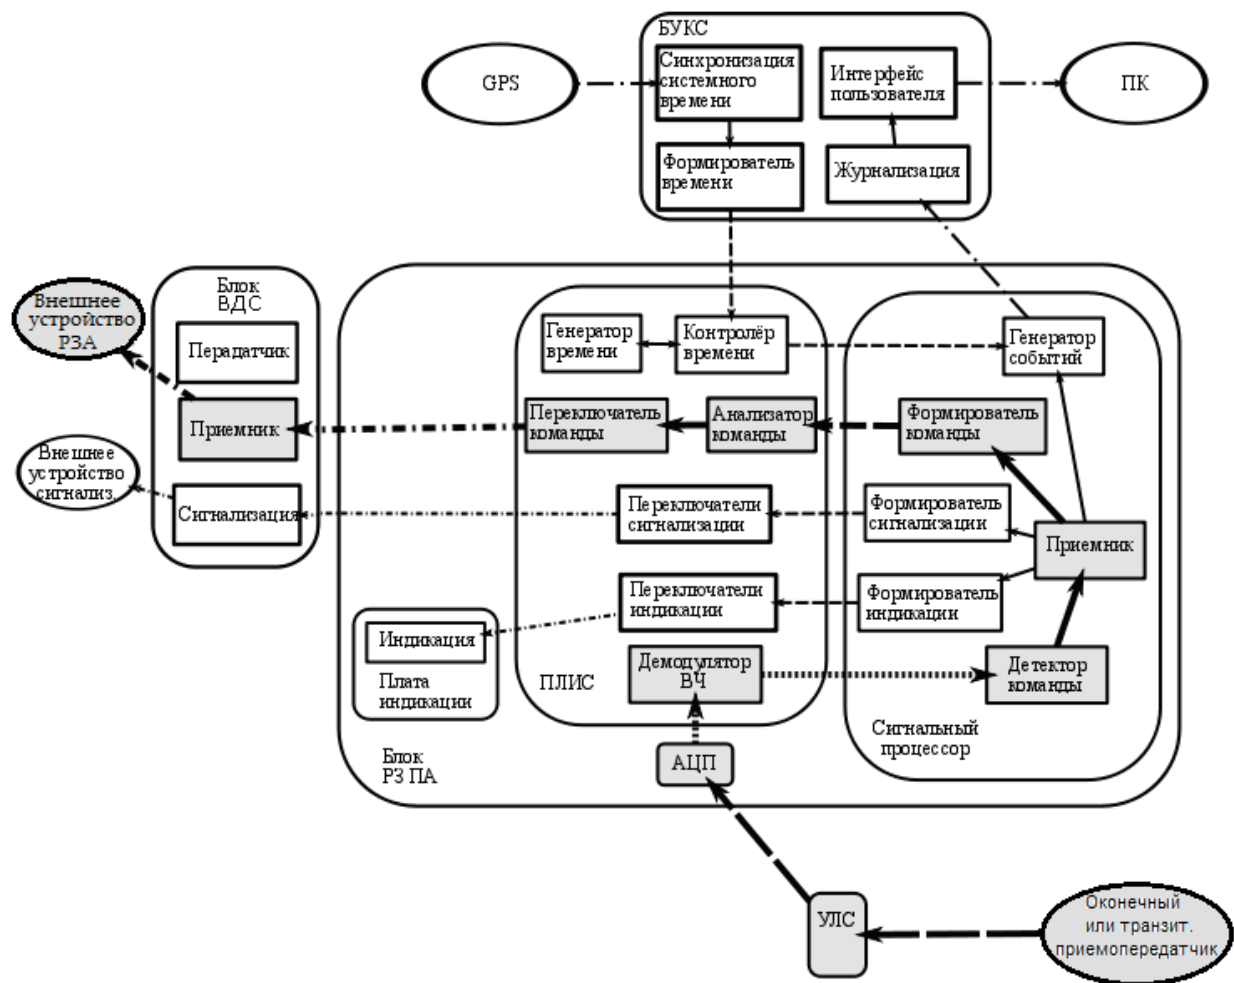 БУКС
Синхронизация
системного
времени
Интерфейс
пользователя
GPS
ПК
Формирователь
времени
Журнализация
Блок
ВДС
Внешнее
устройство
РЗА
Перадатчик
Генератор
времени
Контролёр
времени
Генератор
событий
Приемник
Переключатель
команды
Анализатор
команды
Формирователь
команды
Внешнее
устройство
сигнализ.
Сигнализация
Переключатели
сигнализации
Формирователь
сигнализации
Приемник
Переключатели
индикации
Формирователь
индикации
Индикация
Плата
индикации
ПЛИС
Демодулятор
ВЧ
Детектор
команды
Сигнальный
процессор
Блок
РЗ ПА
АЦП
УЛС
Оконечный
или транзит.
приемопередатчик